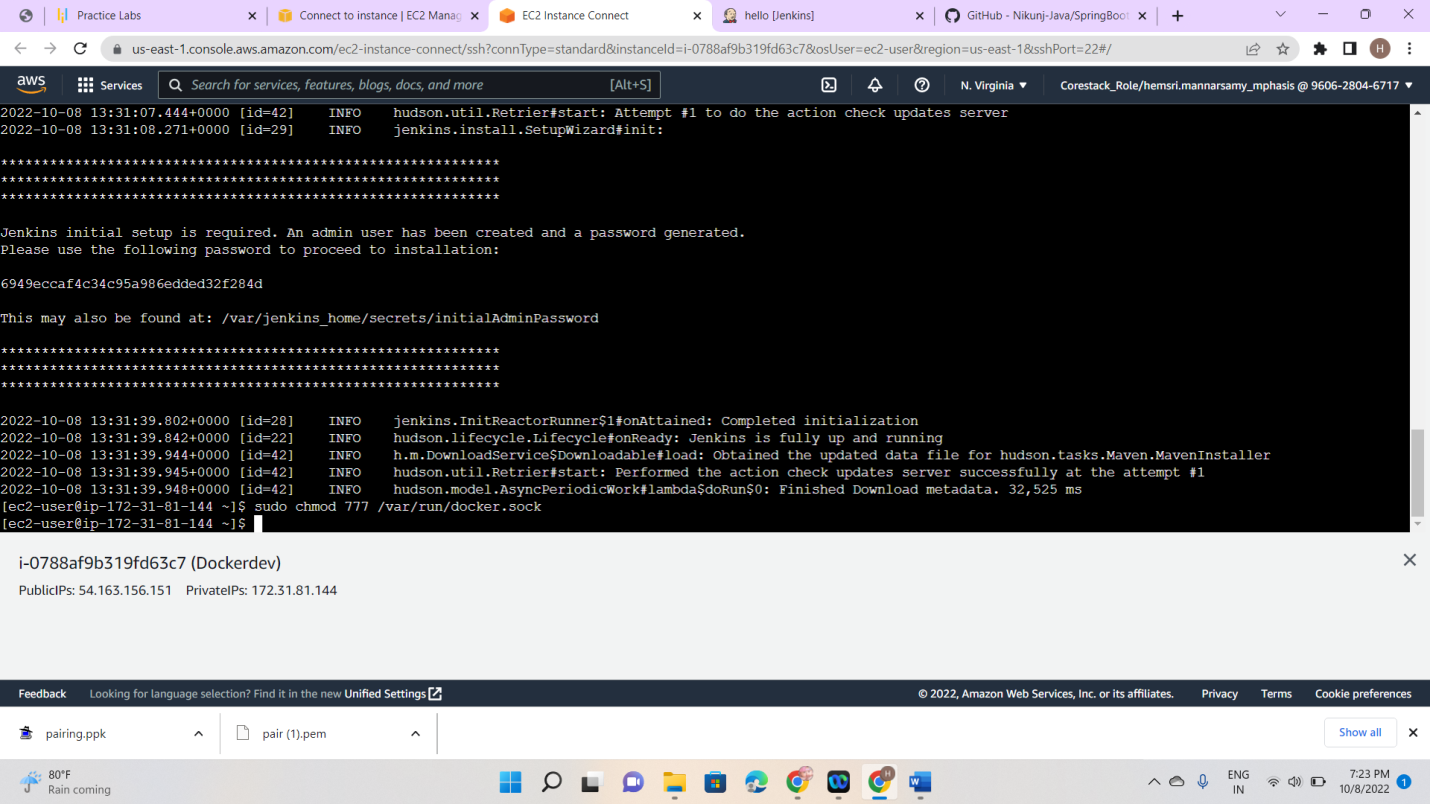 Practice Labs
Connect to instance | EC2 Manag
EC2 Instance Connect
hello [Jenkins]
GitHub - Nikunj-Java/SpringBoot
us-east-1.console.aws.amazon.com/ec2-instance-connect/ssh?connType=standard&instanceId=i-0788af9b319fd63c7&osUser=ec2-user&region=us-east-1&sshPort=22#/
H
aws
Services
Search for services, features, blogs, docs, and more
[Alt+S]
N. Virginia
Corestack_Role/hemsri.mannarsamy_mphasis @ 9606-2804-6717
2022-10-08 13:31:07.444+0000 [id=42] INFO hudson.util.Retrier#start: Attempt #1 to do the action check updates server
2022-10-08 13:31:08.271+0000 [id=29] INFO jenkins.install.SetupWizard#init:
*************************************************************
*************************************************************
*************************************************************
Jenkins initial setup is required. An admin user has been created and a password generated.
Please use the following password to proceed to installation:
6949eccaf4c34c95a986edded32f284d
This may also be found at: /var/jenkins_home/secrets/initialAdminPassword
*************************************************************
*************************************************************
*************************************************************
2022-10-08 13:31:39.802+0000 [id=28] INFO jenkins.InitReactorRunner$1#onAttained: Completed initialization
2022-10-08 13:31:39.842+0000 [id=22] INFO hudson.lifecycle.Lifecycle#onReady: Jenkins is fully up and running
2022-10-08 13:31:39.944+0000 [id=42] INFO h.m.DownloadService$Downloadable#load: Obtained the updated data file for hudson.tasks.Maven.MavenInstaller
2022-10-08 13:31:39.945+0000 [id=42] INFO hudson.util.Retrier#start: Performed the action check updates server successfully at the attempt #1
2022-10-08 13:31:39.948+0000 [id=42] INFO hudson.model.AsyncPeriodicWork#lambda$doRun$0: Finished Download metadata. 32,525 ms
[ec2-user@ip-172-31-81-144 ~]$ sudo chmod 777 /var/run/docker.sock
[ec2-user@ip-172-31-81-144 ~]$
i-0788af9b319fd63c7 (Dockerdev)
PublicIPs: 54.163.156.151 PrivateIPs: 172.31.81.144
Feedback
Looking for language selection? Find it in the new Unified Settings
© 2022, Amazon Web Services, Inc. or its affiliates.
Privacy
Terms
Cookie preferences
pairing.ppk
pair (1).pem
Show all
80°F
Rain coming
H
ENG
IN
7:23 PM
10/8/2022
1